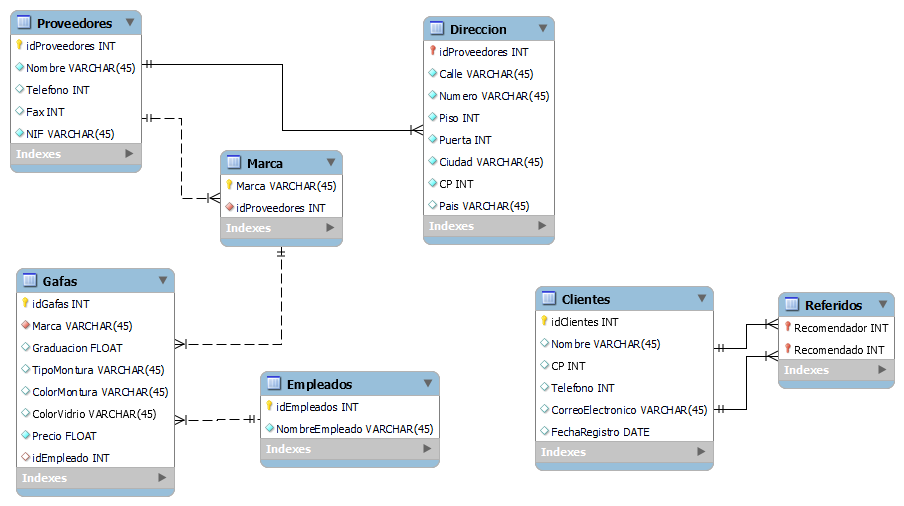 Proveedores
idProveedores INT
Nombre VARCHAR(45)
Telefono INT
Fax INT
NIF VARCHAR(45)
Indexes
Direccion
idProveedores INT
Calle VARCHAR(45)
Numero VARCHAR(45)
Piso INT
Puerta INT
Ciudad VARCHAR(45)
CP INT
Pais VARCHAR(45)
Indexes
Marca
Marca VARCHAR(45)
idProveedores INT
Indexes
Gafas
idGafas INT
Marca VARCHAR(45)
Graduacion FLOAT
TipoMontura VARCHAR(45)
ColorMontura VARCHAR(45)
ColorVidrio VARCHAR(45)
Precio FLOAT
idEmpleado INT
Indexes
Empleados
idEmpleados INT
NombreEmpleado VARCHAR(45)
Indexes
Clientes
idClientes INT
Nombre VARCHAR(45)
CP INT
Telefono INT
CorreoElectronico VARCHAR(45)
FechaRegistro DATE
Indexes
Referidos
Recomendador INT
Recomendado INT
Indexes